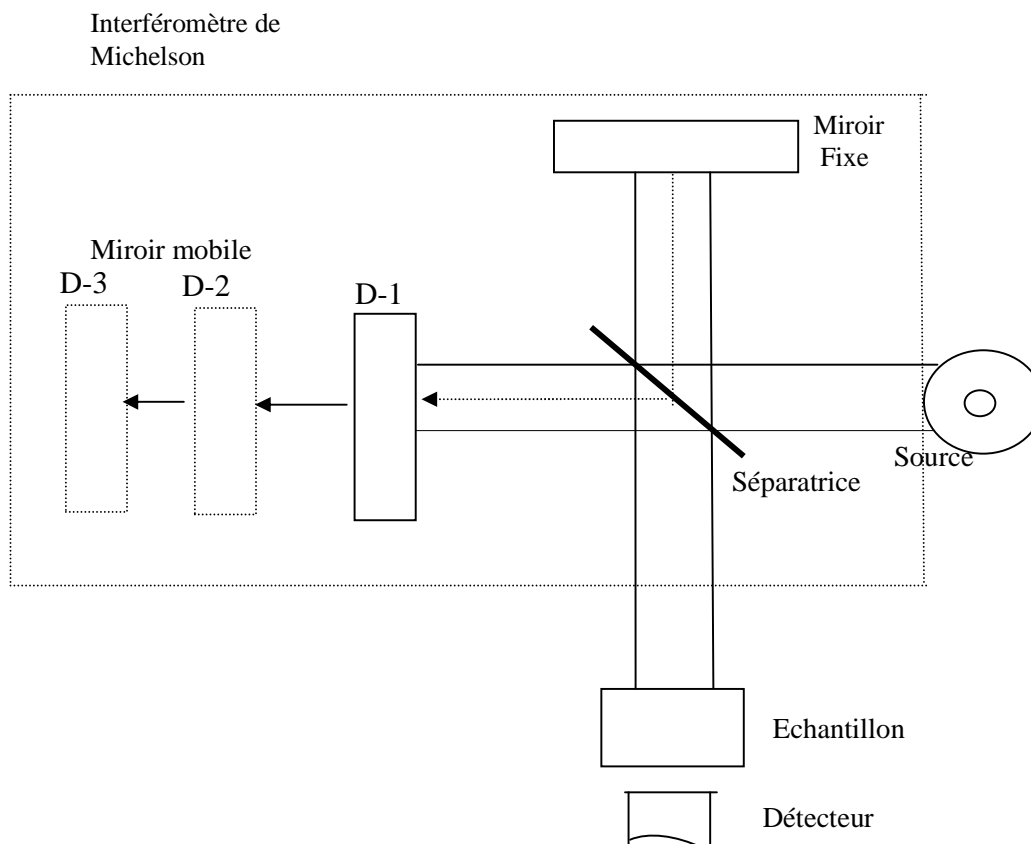 Interféromètre de
Michelson
Miroir
Fixe
Miroir mobile
D-3
D-2
D-1
Source
Séparatrice
Echantillon
Détecteur